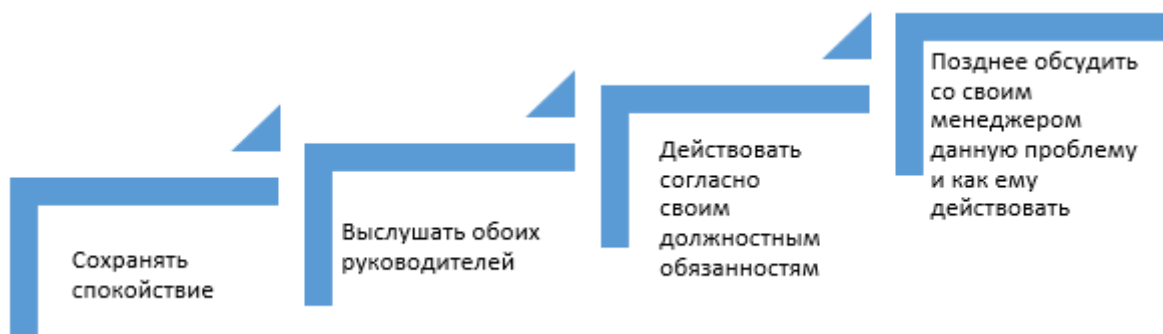 Сохранять
спокойствие
Выслушать обоих
руководителей
Действовать
согласно
своим
должностным
обязанностям
Позднее обсудить
со своим
менеджером
данную проблему
и как ему
действовать